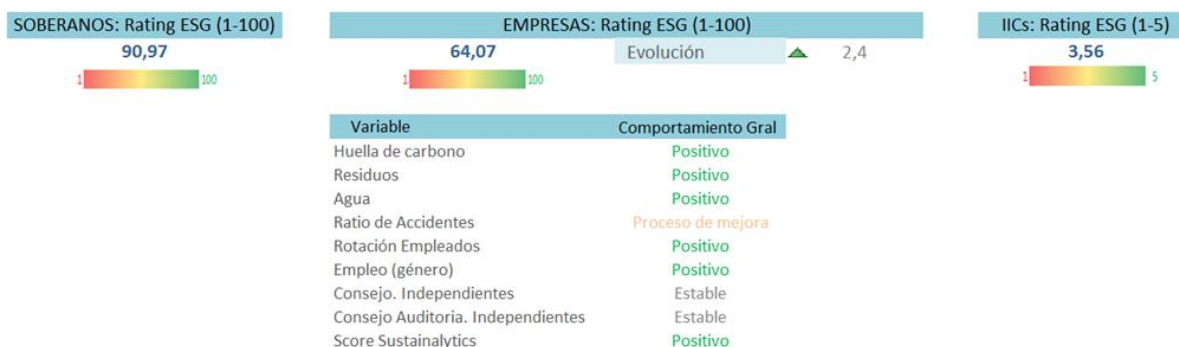 SOBERANOS: Rating ESG (1-100)
90,97
1 100
EMPRESAS: Rating ESG (1-100)
64,07 Evolución 2,4
1 100
IICs: Rating ESG (1-5)
3,56
1 5
Variable Comportamiento Gral
Huella de carbono Positivo
Residuos Positivo
Agua Positivo
Ratio de Accidentes Proceso de mejora
Rotación Empleados Positivo
Empleo (género) Positivo
Consejo. Independientes Estable
Consejo Auditoria. Independientes Estable
Score Sustainalytics Positivo